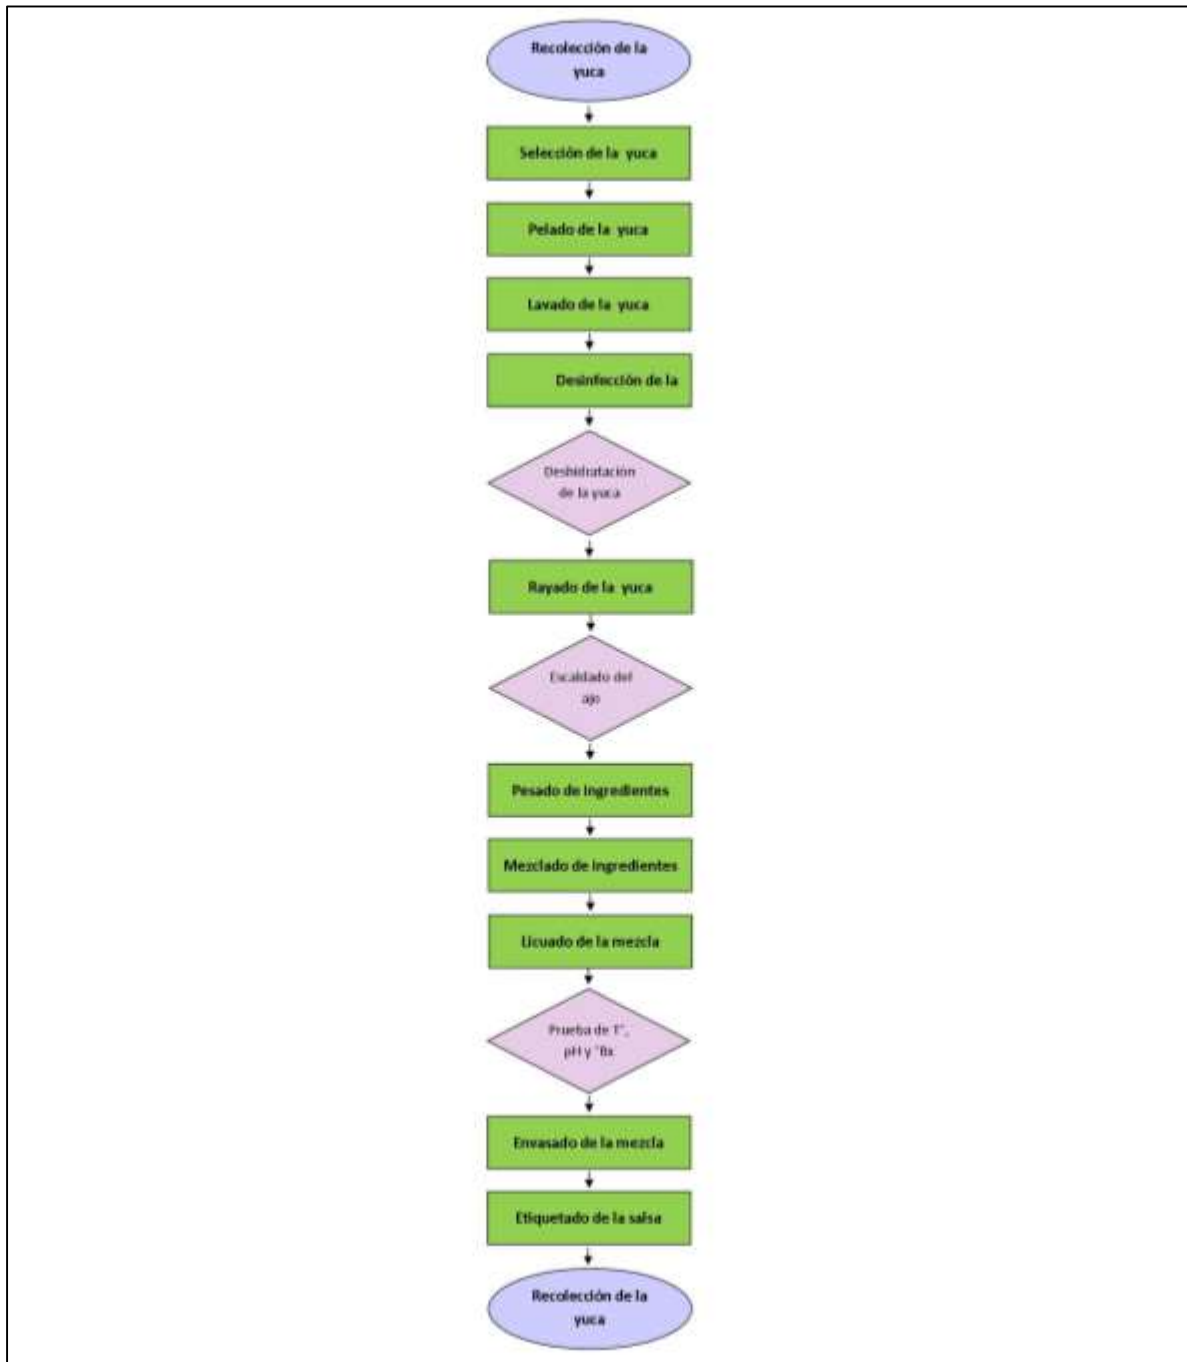 Recolección de la
yuca
Selección de la yuca
Pelado de la yuca
Lavado de la yuca
Desinfección de la
Deshidratación
de la yuca
Rayado de la yuca
Escaldado del
ajo
Pesado de ingredientes
Mezclado de ingredientes
Licuado de la mezcla
Prueba de T°,
pH y °Bx
Envasado de la mezcla
Etiquetado de la salsa
Recolección de la
yuca